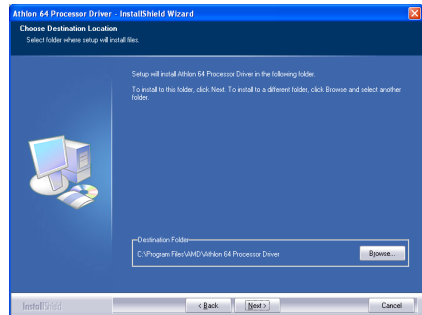 Athlon 64 Processor Driver - InstallShield Wizard
Choose Destination Location
Select folder where setup will install files.
Setup will install Athlon 64 Processor Driver in the following folder.
To install to this folder, click Next. To install to a different folder, click Browse and select another
folder.
Destination Folder
C:\Program Files\AMD\Athlon 64 Processor Driver
Browse...
InstallShield
< Back
Next >
Cancel